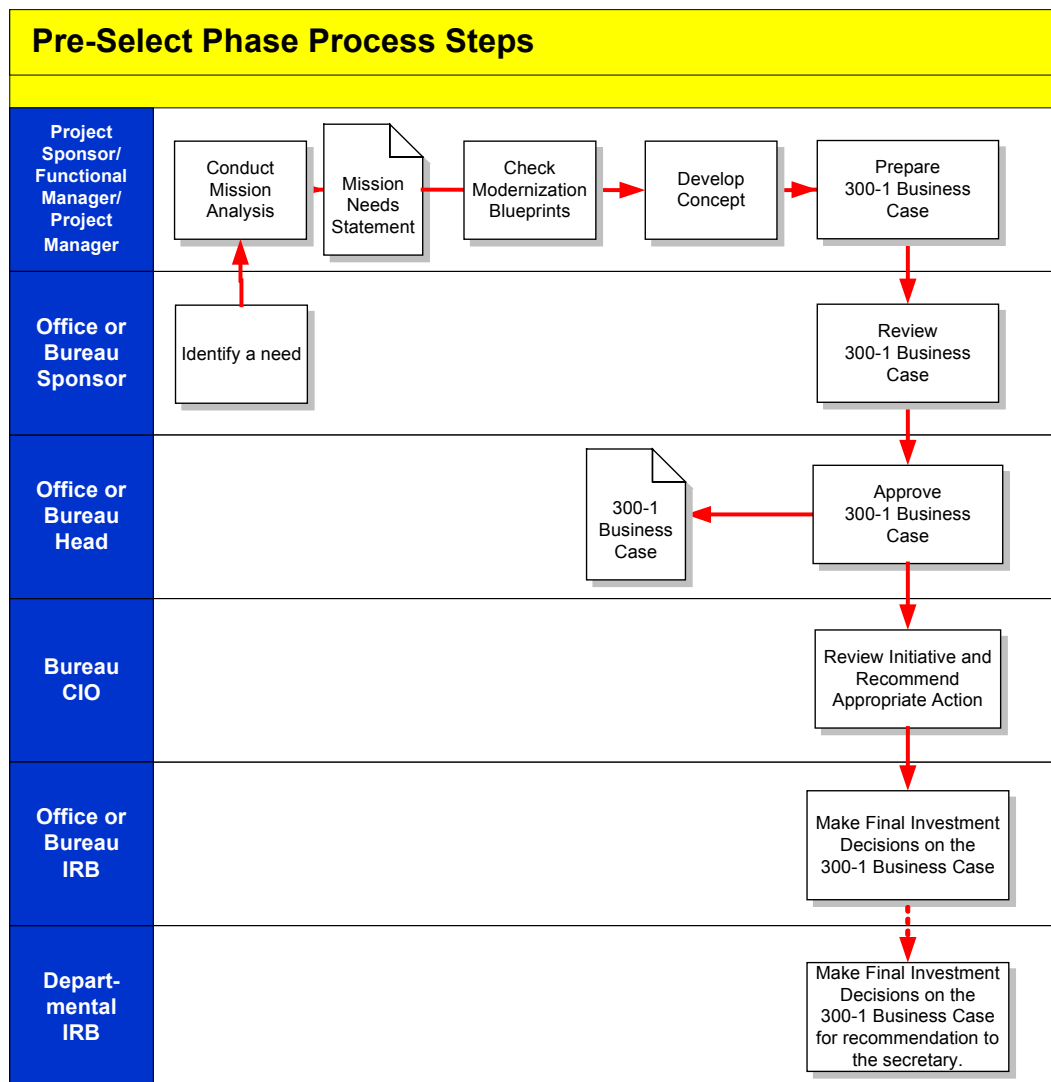 Pre-Select Phase Process Steps
Project
Sponsor/
Functional
Manager/
Project
Manager
Conduct
Mission
Analysis
Mission
Needs
Statement
Check
Modernization
Blueprints
Develop
Concept
Prepare
300-1 Business
Case
Office or
Bureau
Sponsor
Identify a need
Review
300-1 Business
Case
Office or
Bureau
Head
300-1
Business
Case
Approve
300-1 Business
Case
Bureau
CIO
Review Initiative and
Recommend
Appropriate Action
Office or
Bureau
IRB
Make Final Investment
Decisions on the
300-1 Business Case
Depart-
mental
IRB
Make Final Investment
Decisions on the
300-1 Business Case
for recommendation to
the secretary.